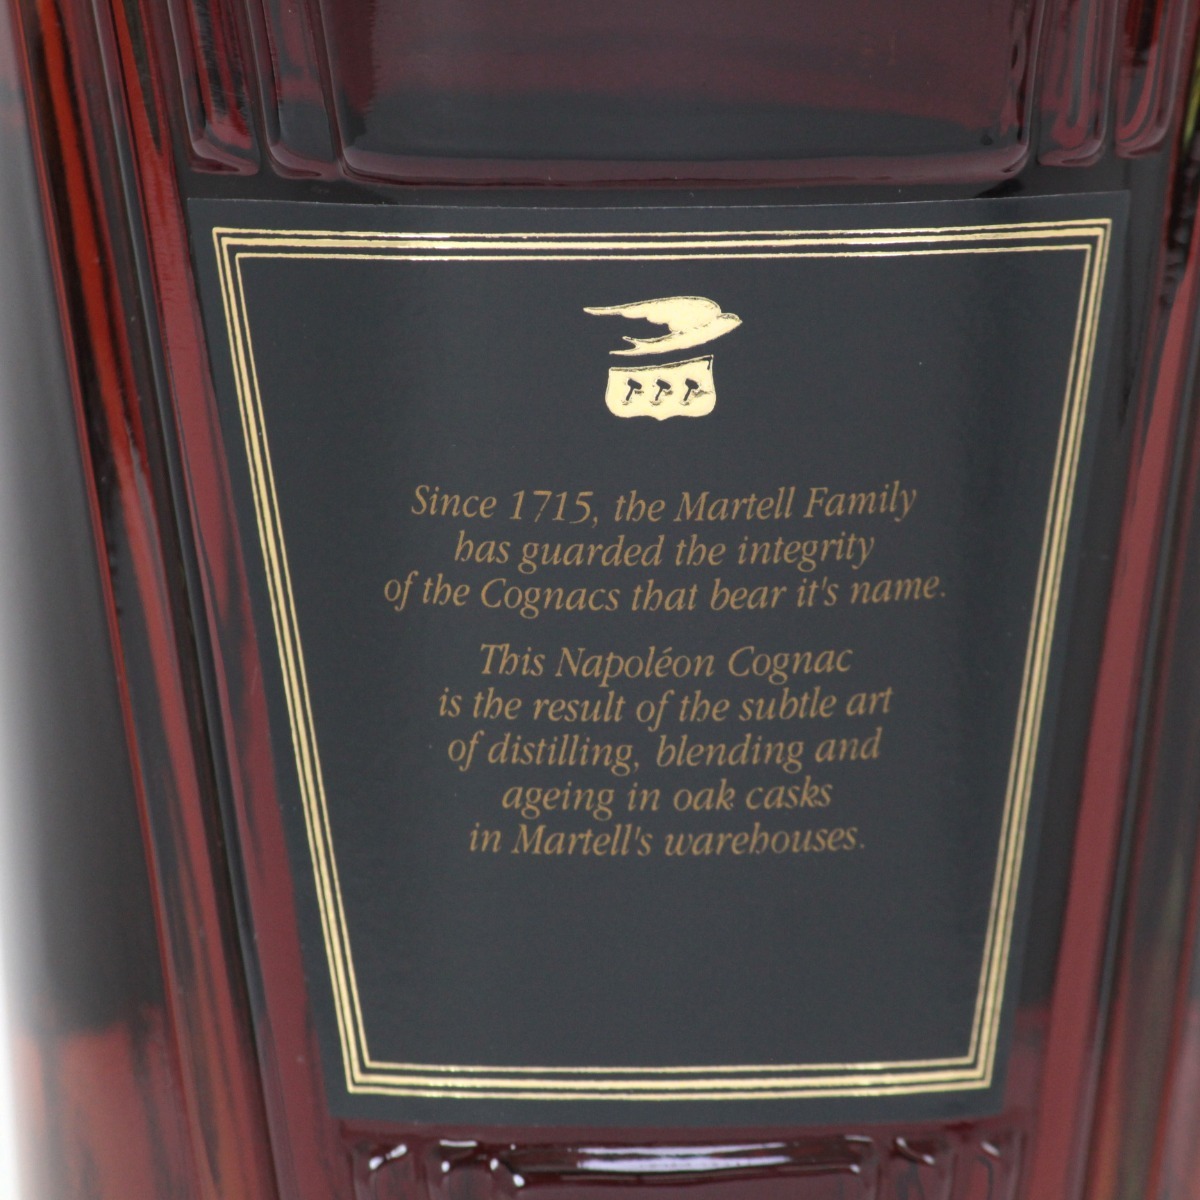 Since 1715, the Martell Family
has guarded the integrity
of the Cognacs that bear it's name.
This Napoléon Cognac
is the result of the subtle art
of distilling, blending and
ageing in oak casks
in Martell's warehouses.